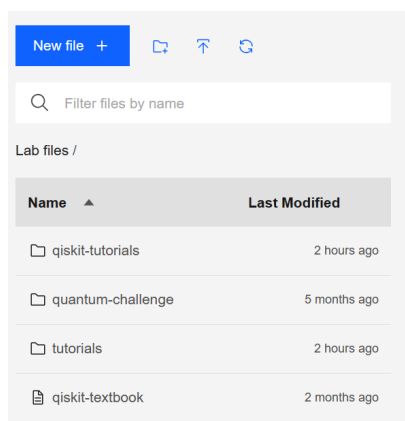 New file +
Filter files by name
Lab files /
Name Last Modified
qiskit-tutorials 2 hours ago
quantum-challenge 5 months ago
tutorials 2 hours ago
qiskit-textbook 2 months ago